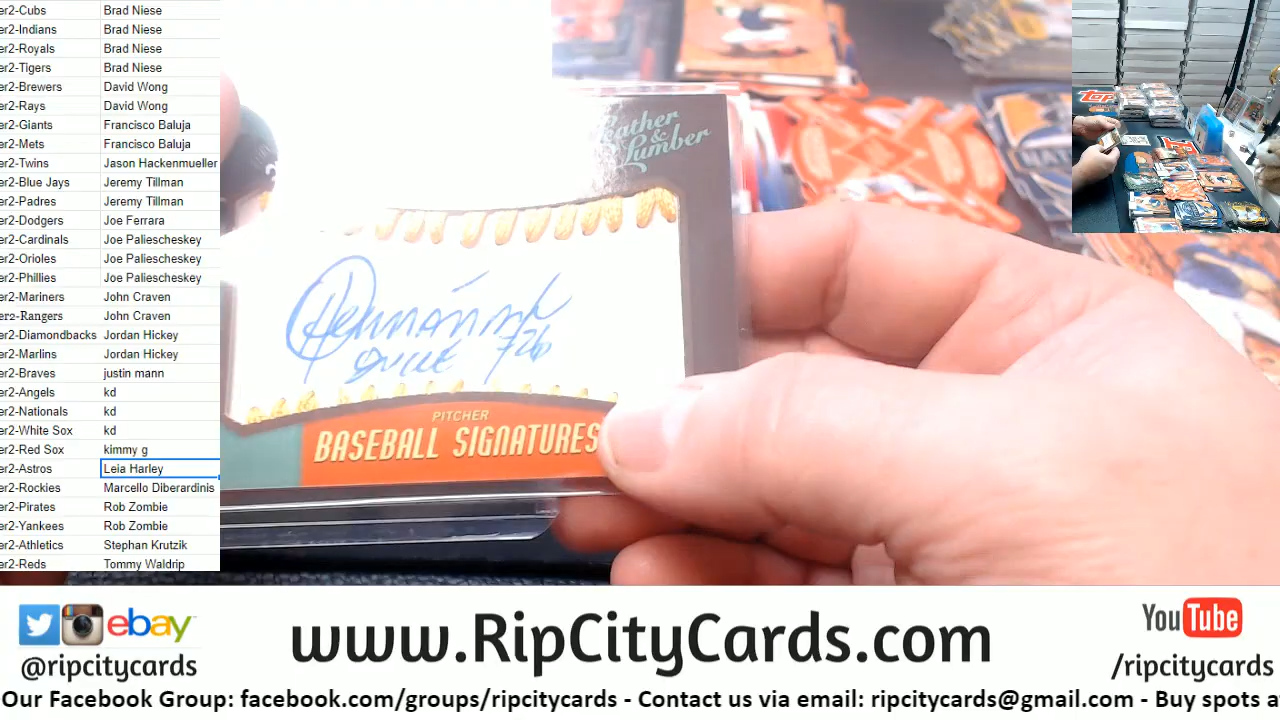 er2-Cubs Brad Niese
er2-Indians Brad Niese
er2-Royals Brad Niese
er2-Tigers Brad Niese
er2-Brewers David Wong
er2-Rays David Wong
er2-Giants Francisco Baluja
er2-Mets Francisco Baluja
er2-Twins Jason Hackenmueller
er2-Blue Jays Jeremy Tillman
er2-Padres Jeremy Tillman
er2-Dodgers Joe Ferrara
er2-Cardinals Joe Paliescheskey
er2-Orioles Joe Paliescheskey
er2-Phillies Joe Paliescheskey
er2-Mariners John Craven
er2-Rangers John Craven
er2-Diamondbacks Jordan Hickey
er2-Marlins Jordan Hickey
er2-Braves justin mann
er2-Angels kd
er2-Nationals kd
er2-White Sox kd
er2-Red Sox kimmy g
er2-Astros Leia Harley
er2-Rockies Marcello Diberardinis
er2-Pirates Rob Zombie
er2-Yankees Rob Zombie
er2-Athletics Stephan Krutzik
er2-Reds Tommy Waldrip
eather
&
Lumber
PITCHER
BASEBALL SIGNATURES
ebay
@ripcitycards
www.RipCityCards.com
YouTube
/ripcitycards
Our Facebook Group: facebook.com/groups/ripcitycards - Contact us via email: ripcitycards@gmail.com - Buy spots a